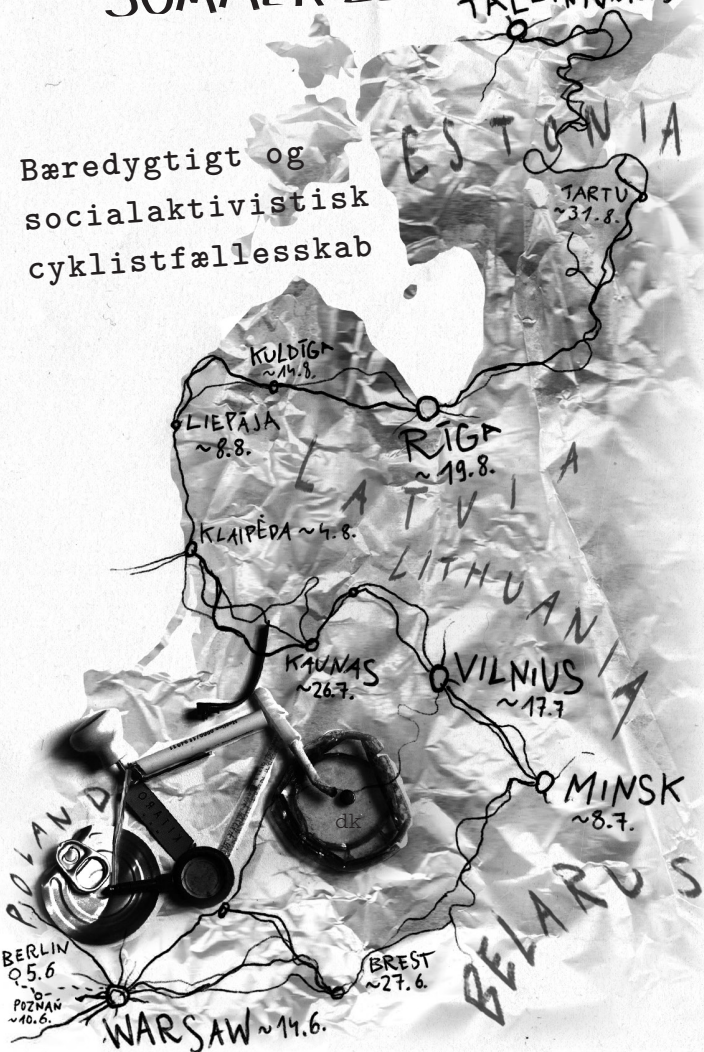 Bæredygtigt og
socialaktivistisk
cyklistfællesskab
ESTONIA
TARTU
~31.8.
KULDĪGA
~14.8.
LIEPĀJA
~8.8.
RĪGA
~19.8.
LATVIA
KLAIPĖDA ~4.8.
LITHUANIA
KAUNAS
~26.7.
VILNIUS
~17.7
MINSK
~8.7.
dk
POLAND
BELARUS
BERLIN
5.6
POZNAŃ
~10.6.
BREST
~27.6.
WARSAW ~14.6.